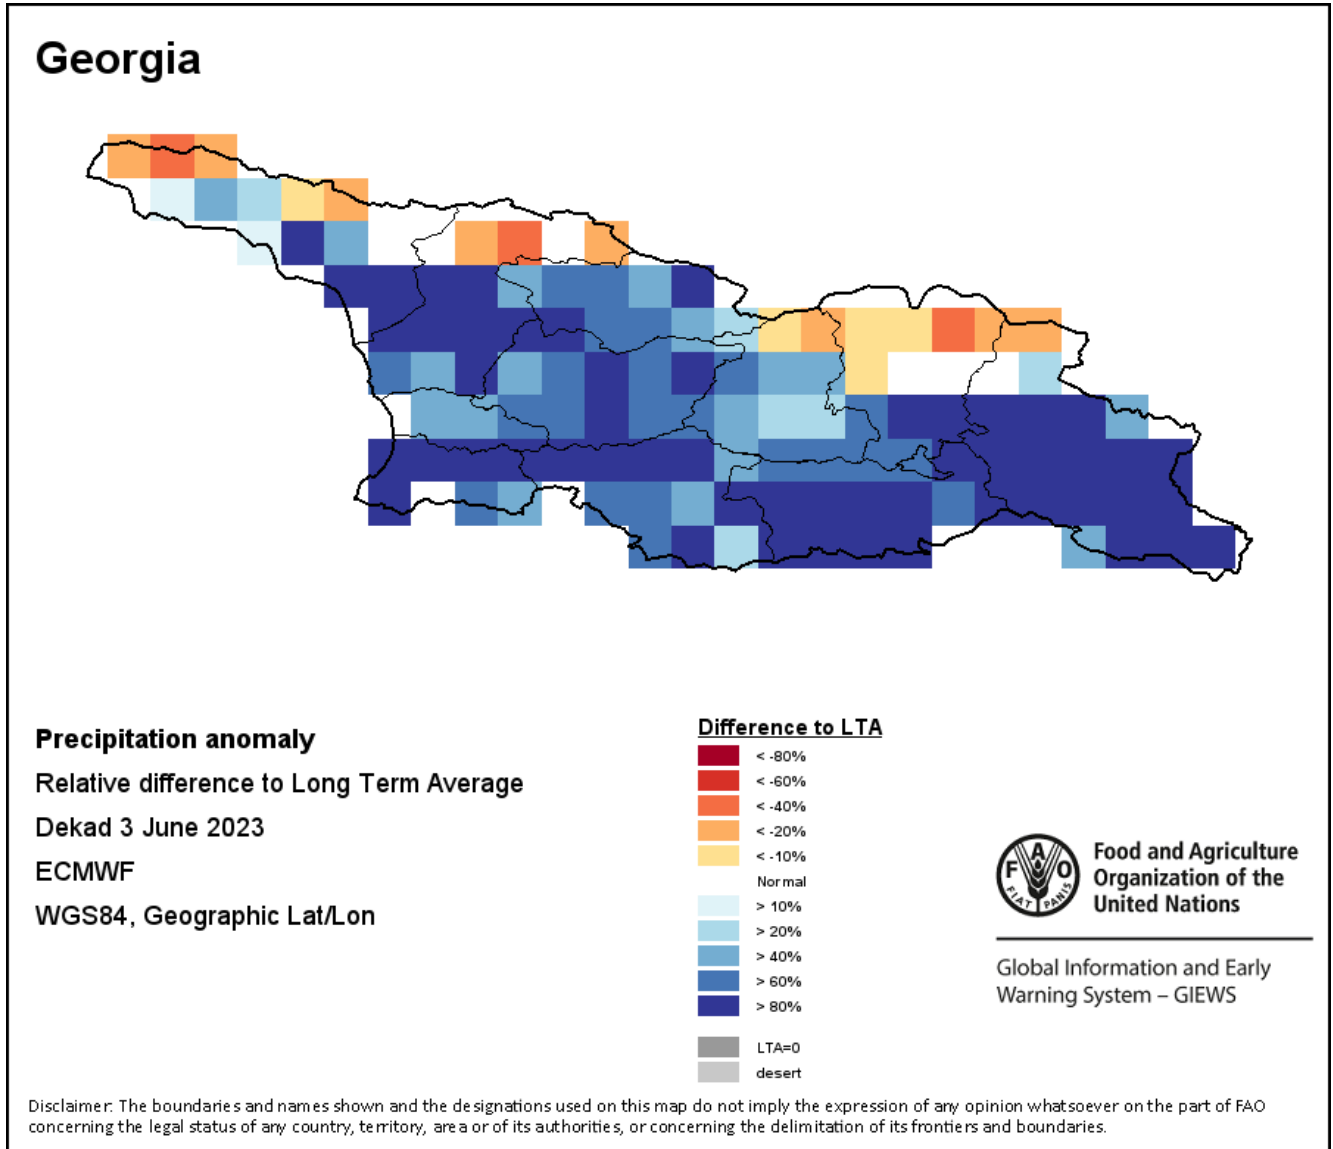 Georgia
Precipitation anomaly
Relative difference to Long Term Average
Dekad 3 June 2023
ECMWF
WGS84, Geographic Lat/Lon
Difference to LTA
< -80%
< -60%
< -40%
< -20%
< -10%
Normal
> 10%
> 20%
> 40%
> 60%
> 80%
LTA=0
desert
F A O
FIAT PANIS
Food and Agriculture
Organization of the
United Nations
Global Information and Early
Warning System – GIEWS
Disclaimer: The boundaries and names shown and the designations used on this map do not imply the expression of any opinion whatsoever on the part of FAO
concerning the legal status of any country, territory, area or of its authorities, or concerning the delimitation of its frontiers and boundaries.